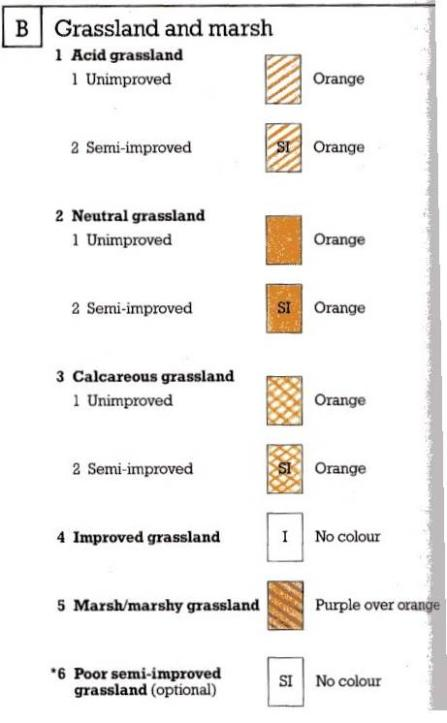 B Grassland and marsh
1 Acid grassland
1 Unimproved Orange
2 Semi-improved SI Orange
2 Neutral grassland
1 Unimproved Orange
2 Semi-improved SI Orange
3 Calcareous grassland
1 Unimproved Orange
2 Semi-improved SI Orange
4 Improved grassland I No colour
5 Marsh/marshy grassland Purple over orange
*6 Poor semi-improved
grassland (optional) SI No colour